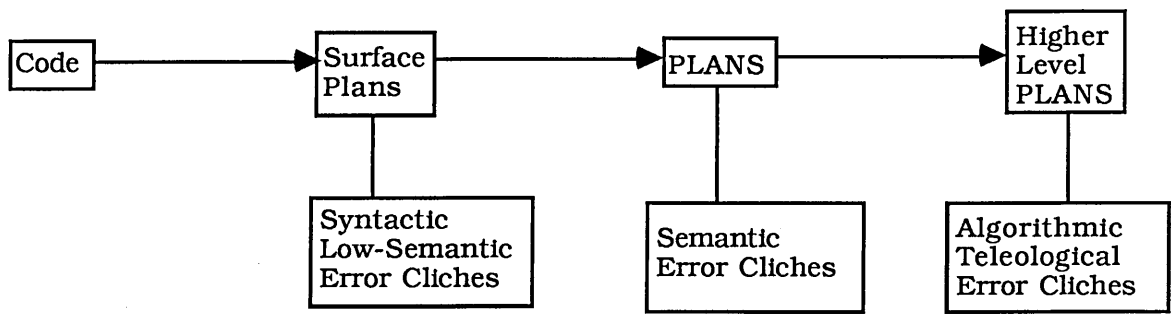 Code
Surface
Plans
PLANS
Higher
Level
PLANS
Syntactic
Low-Semantic
Error Cliches
Semantic
Error Cliches
Algorithmic
Teleological
Error Cliches